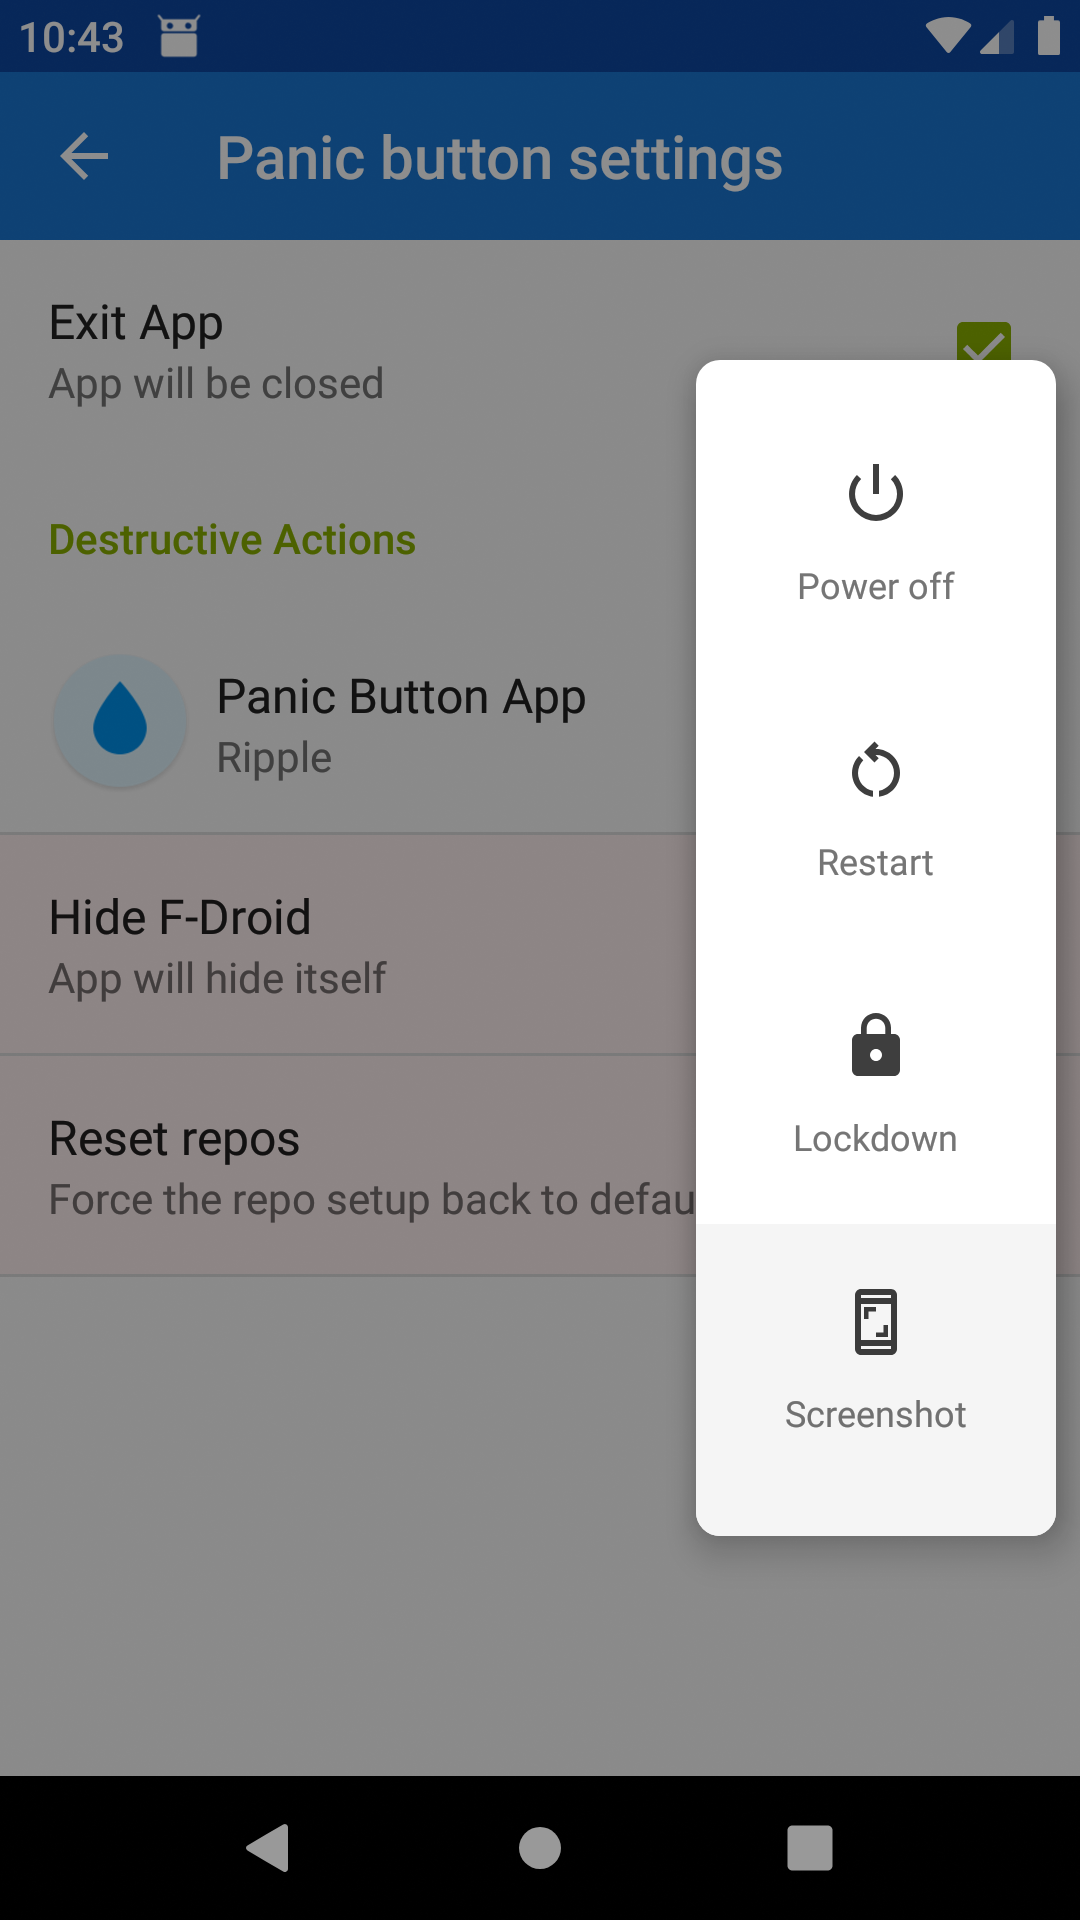 10:43
Panic button settings
Exit App
App will be closed
Destructive Actions
Panic Button App
Ripple
Hide F-Droid
App will hide itself
Reset repos
Force the repo setup back to defau
Power off
Restart
Lockdown
Screenshot